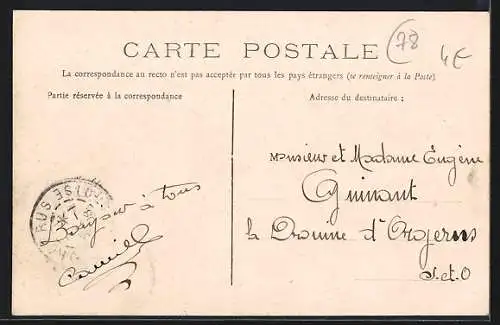 CARTE POSTALE
78
4€
La correspondance au recto n'est pas acceptée par tous les pays étrangers (se renseigner à la Poste)
Partie réservée à la correspondance
Adresse du destinataire :
Monsieur et Madame Eugène
la d'Orgerus
S.-et-O
Bonjour à tous
Camille